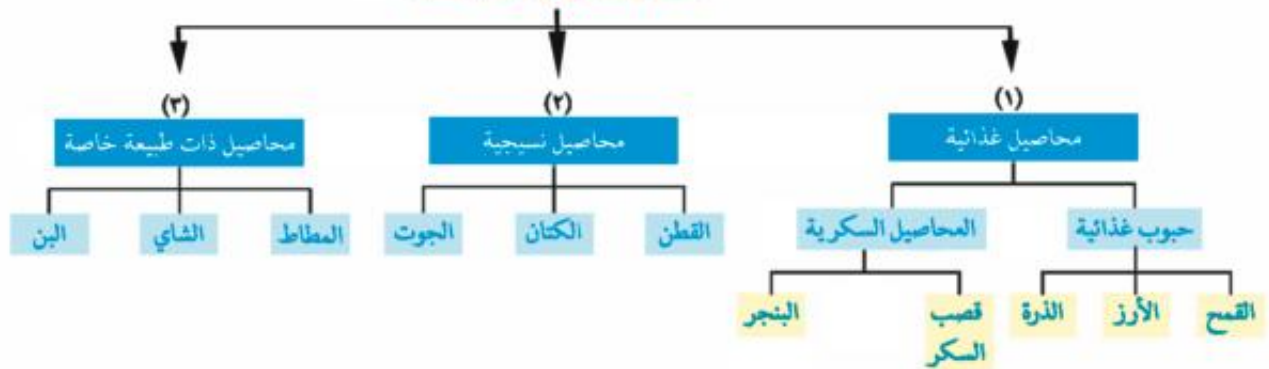 (١)
(٢)
(٣)
محاصيل غذائية
محاصيل نسيجية
محاصيل ذات طبيعة خاصة
حبوب غذائية
المحاصيل السكرية
القطن
الكتان
الجوت
المطاط
الشاي
البن
القمح
الأرز
الذرة
قصب
السكر
البنجر